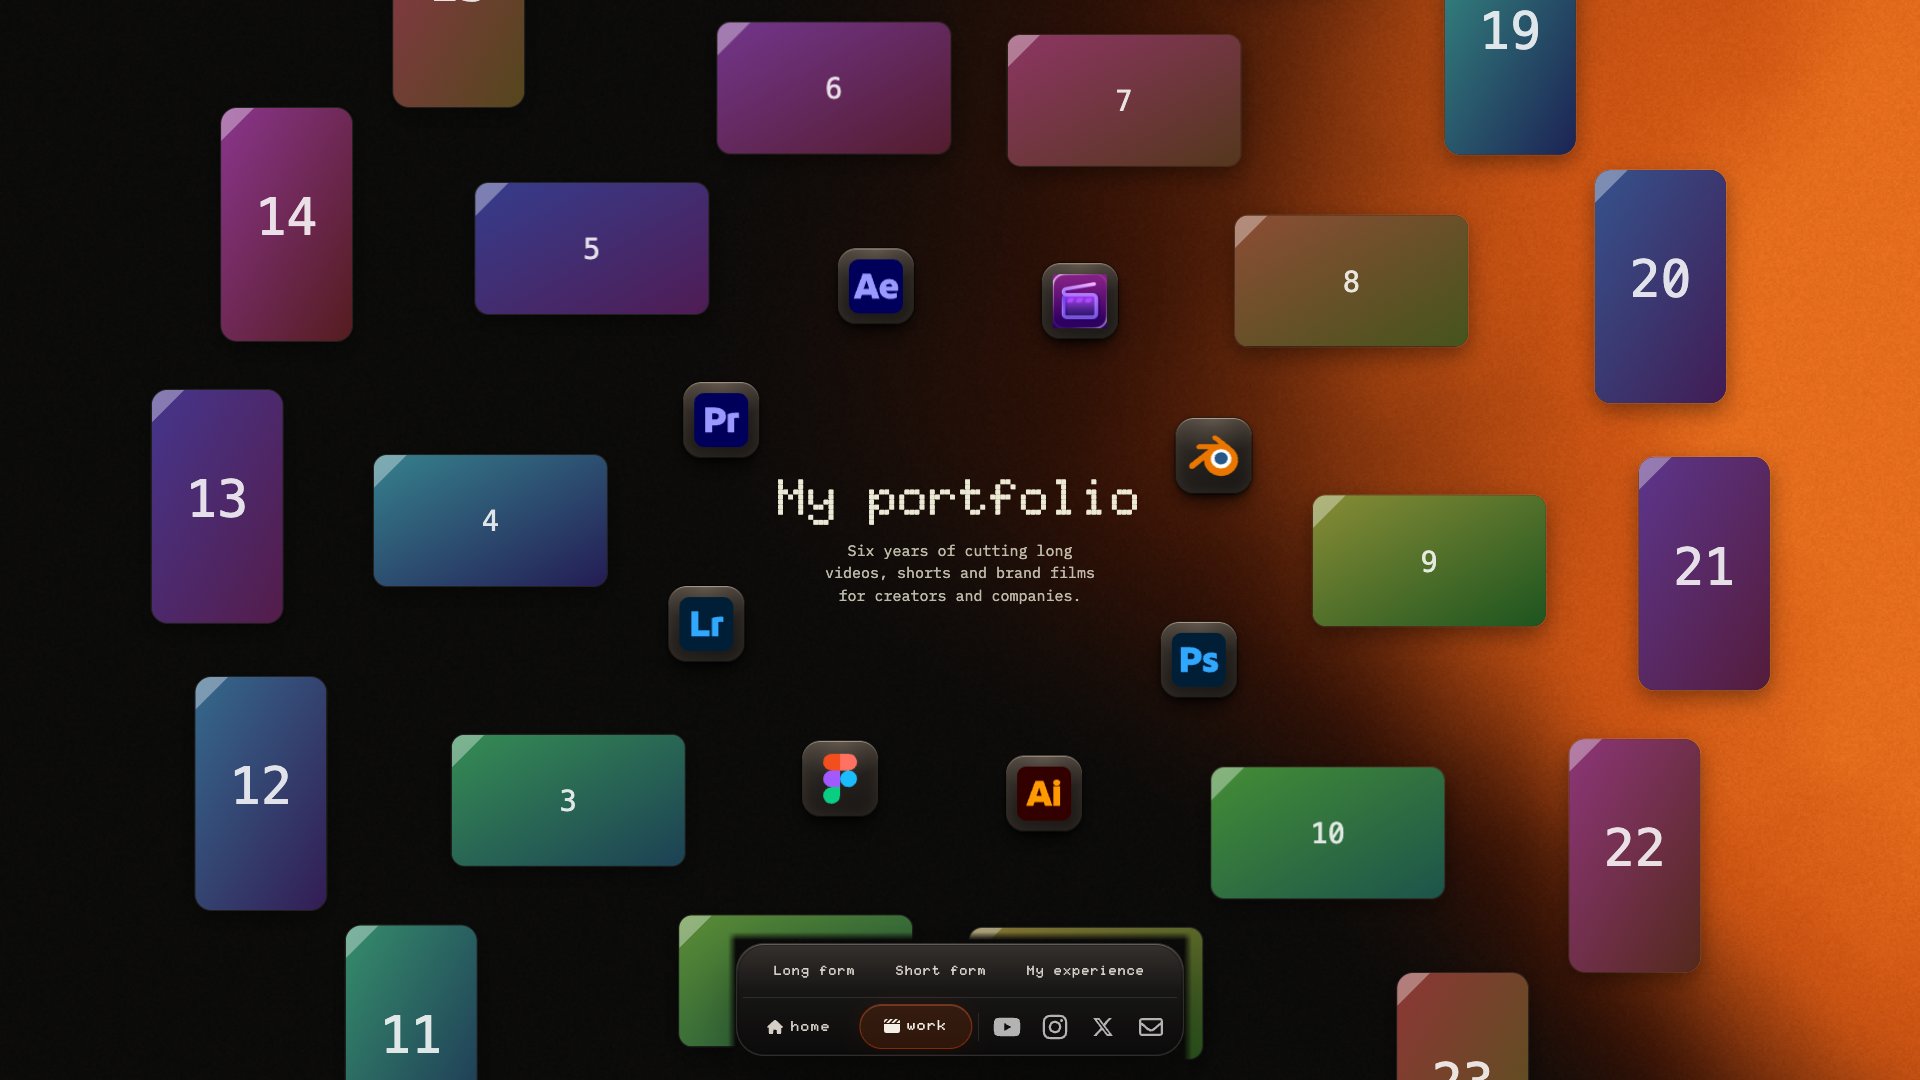 19
6
7
14
5
Ae
8
20
Pr
13
4
My portfolio
Six years of cutting long
videos, shorts and brand films
for creators and companies.
9
21
Lr
Ps
12
3
Ai
10
22
11
Long form Short form My experience
home work
23